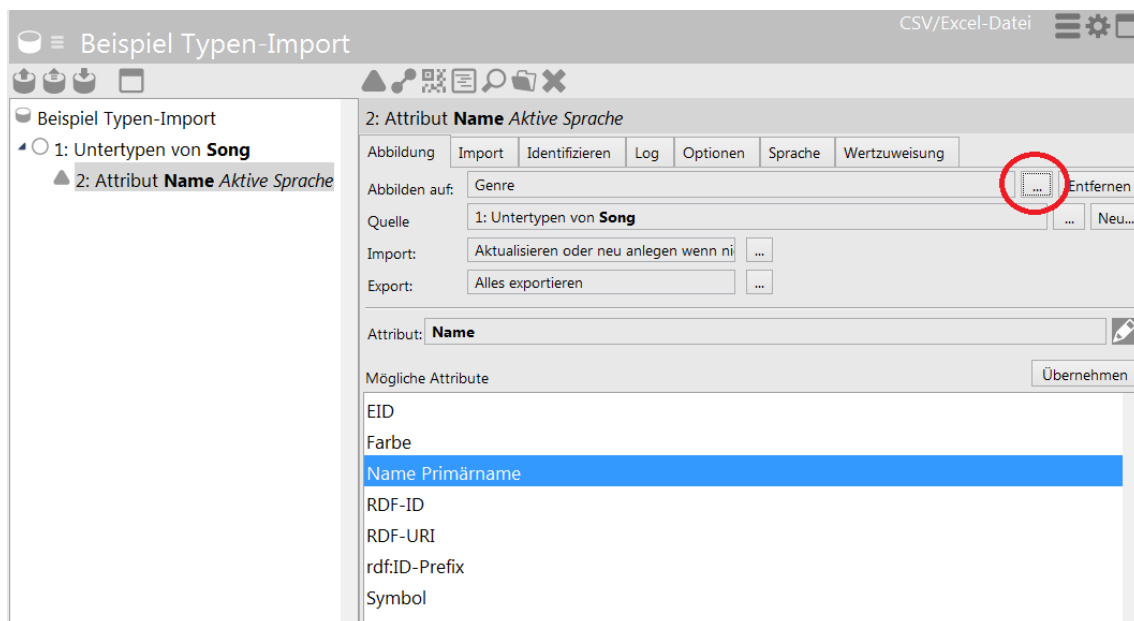 CSV/Excel-Datei
Beispiel Typen-Import
Beispiel Typen-Import
1: Untertypen von Song
2: Attribut Name Aktive Sprache
2: Attribut Name Aktive Sprache
Abbildung Import Identifizieren Log Optionen Sprache Wertzuweisung
Abbilden auf: Genre ... Entfernen
Quelle 1: Untertypen von Song ... Neu...
Import: Aktualisieren oder neu anlegen wenn ni ...
Export: Alles exportieren ...
Attribut: Name
Mögliche Attribute Übernehmen
EID
Farbe
Name Primärname
RDF-ID
RDF-URI
rdf:ID-Prefix
Symbol